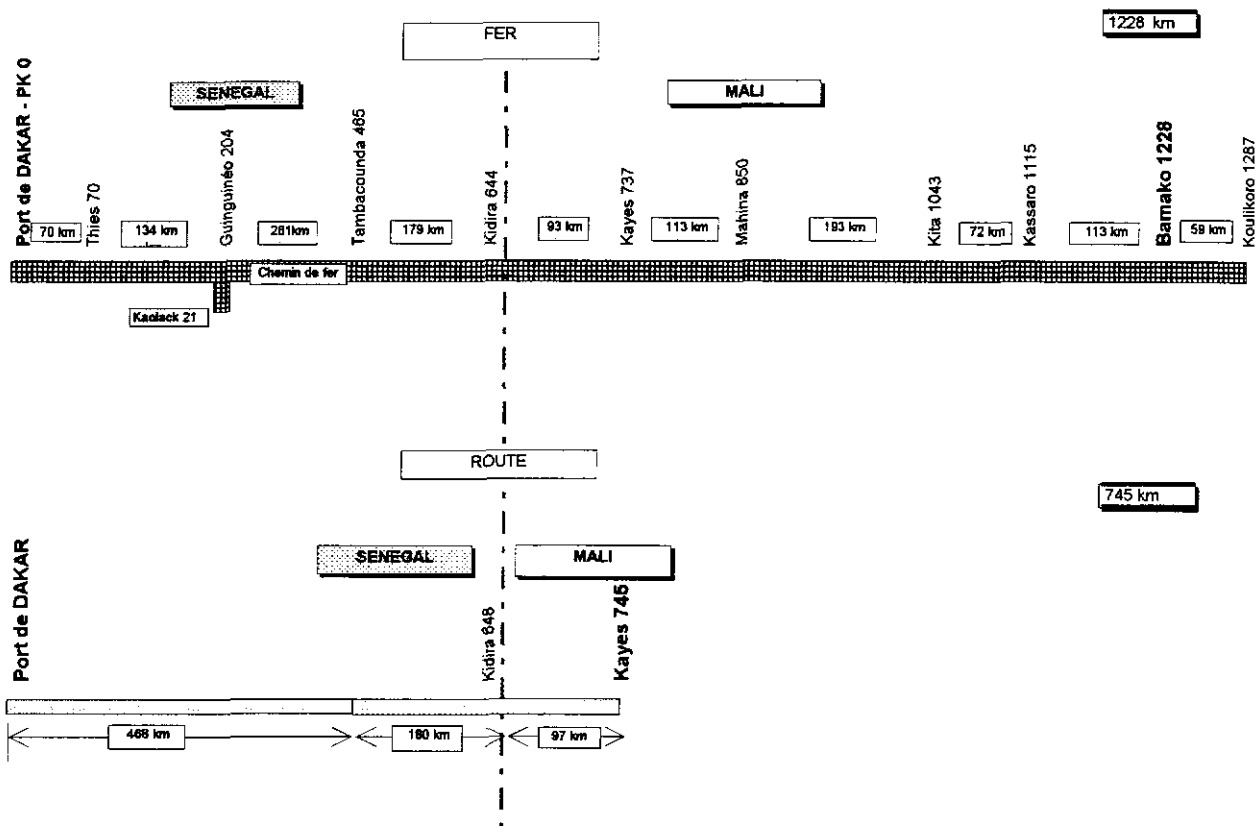 1228 km
FER
SENEGAL
MALI
Port de DAKAR - PK 0
70 km
Thies 70
134 km
Guinguinéo 204
261km
Tambacounda 465
179 km
Kidira 644
93 km
Kayes 737
113 km
Mahina 850
193 km
Kita 1043
72 km
Kassaro 1115
113 km
Bamako 1228
59 km
Koulikoro 1287
Chemin de fer
Kaolack 21
ROUTE
745 km
SENEGAL
MALI
Port de DAKAR
Kidira 648
Kayes 745
468 km
180 km
97 km